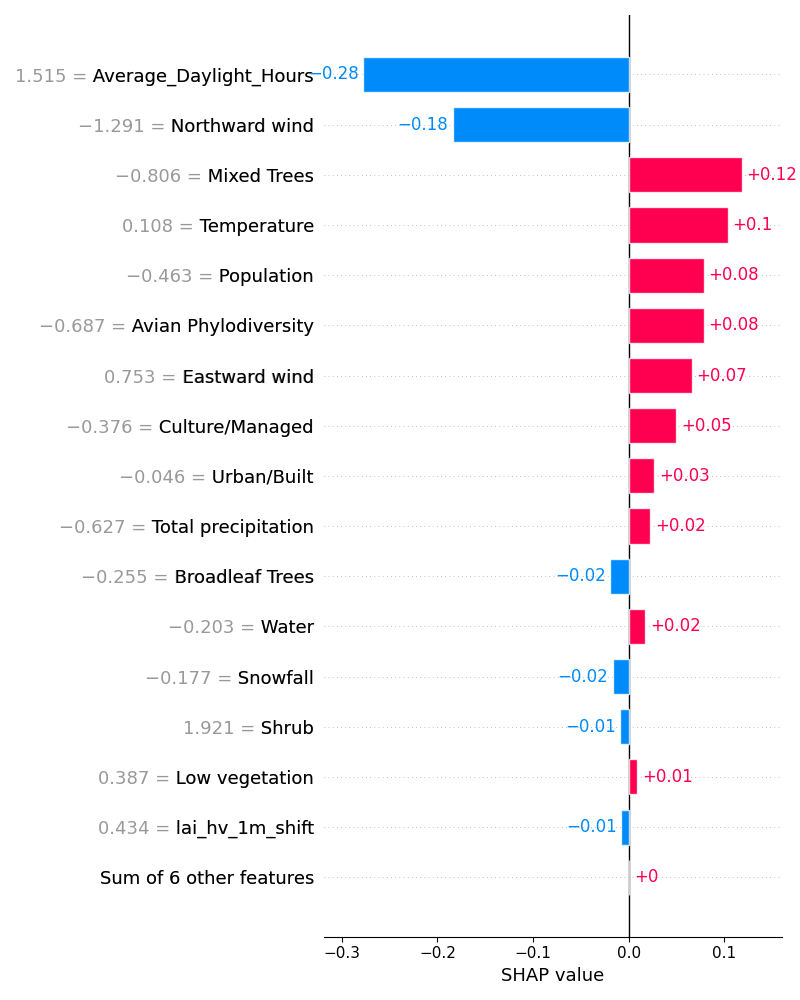 1.515 = Average_Daylight_Hours −0.28
−1.291 = Northward wind −0.18
−0.806 = Mixed Trees +0.12
0.108 = Temperature +0.1
−0.463 = Population +0.08
−0.687 = Avian Phylodiversity +0.08
0.753 = Eastward wind +0.07
−0.376 = Culture/Managed +0.05
−0.046 = Urban/Built +0.03
−0.627 = Total precipitation +0.02
−0.255 = Broadleaf Trees −0.02
−0.203 = Water +0.02
−0.177 = Snowfall −0.02
1.921 = Shrub −0.01
0.387 = Low vegetation +0.01
0.434 = lai_hv_1m_shift −0.01
Sum of 6 other features +0
−0.3 −0.2 −0.1 0.0 0.1
SHAP value